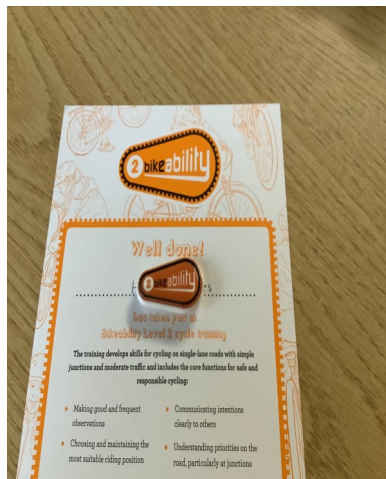 2 bikeability
Well done!
2 bikeability
has taken part in
Bikeability Level 2 cycle training
The training develops skills for cycling on single-lane roads with simple
junctions and moderate traffic and includes the core functions for safe and
responsible cycling:
• Making good and frequent
observations
• Choosing and maintaining the
most suitable riding position
• Communicating intentions
clearly to others
• Understanding priorities on the
road, particularly at junctions